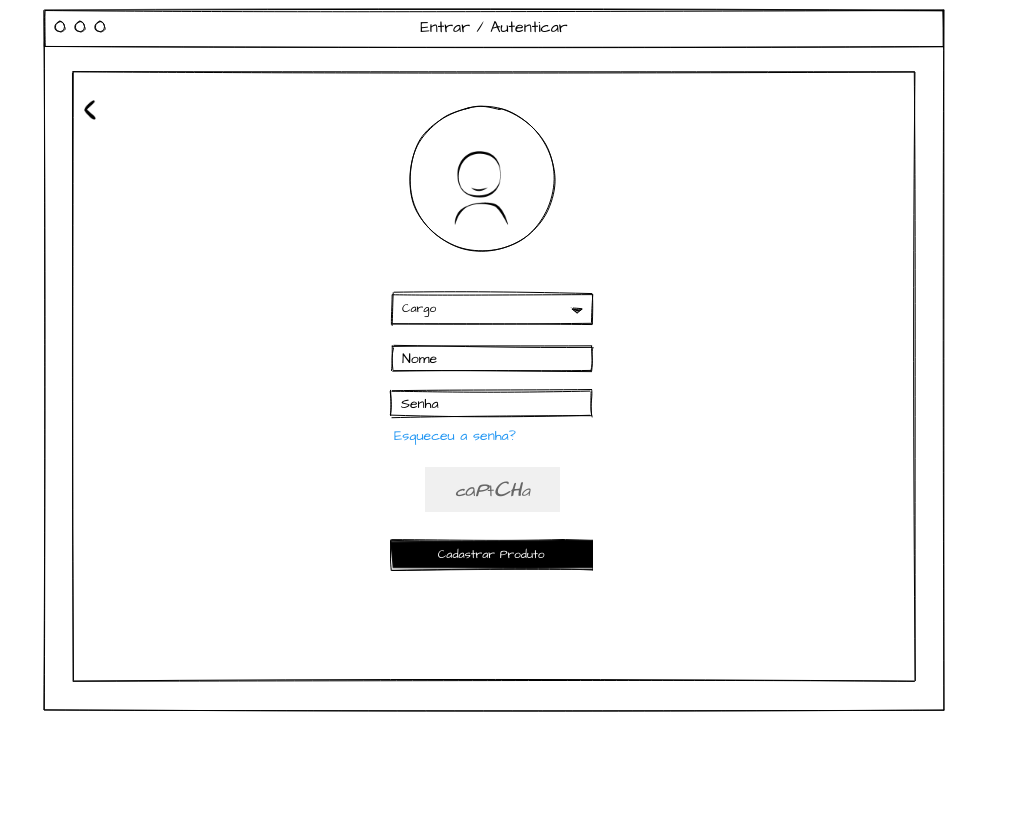 Entrar / Autenticar
Cargo
Nome
Senha
Esqueceu a senha?
caPtCHa
Cadastrar Produto